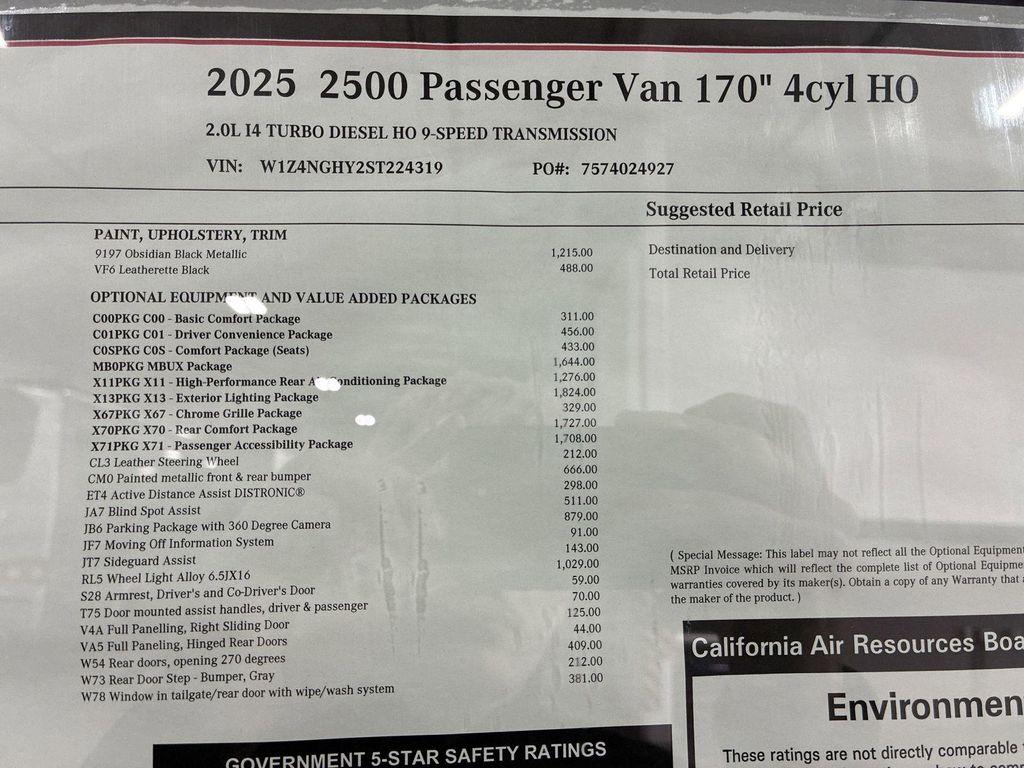 2025 2500 Passenger Van 170" 4cyl HO
2.0L I4 TURBO DIESEL HO 9-SPEED TRANSMISSION
VIN: W1Z4NGHY2ST224319 PO#: 7574024927
Suggested Retail Price
PAINT, UPHOLSTERY, TRIM
9197 Obsidian Black Metallic 1,215.00
VF6 Leatherette Black 488.00
Destination and Delivery
Total Retail Price
OPTIONAL EQUIPMENT AND VALUE ADDED PACKAGES
C00PKG C00 - Basic Comfort Package 311.00
C01PKG C01 - Driver Convenience Package 456.00
C0SPKG C0S - Comfort Package (Seats) 433.00
MB0PKG MBUX Package 1,644.00
X11PKG X11 - High-Performance Rear Air Conditioning Package 1,276.00
X13PKG X13 - Exterior Lighting Package 1,824.00
X67PKG X67 - Chrome Grille Package 329.00
X70PKG X70 - Rear Comfort Package 1,727.00
X71PKG X71 - Passenger Accessibility Package 1,708.00
CL3 Leather Steering Wheel 212.00
CM0 Painted metallic front & rear bumper 666.00
ET4 Active Distance Assist DISTRONIC® 298.00
JA7 Blind Spot Assist 511.00
JB6 Parking Package with 360 Degree Camera 879.00
JF7 Moving Off Information System 91.00
JT7 Sideguard Assist 143.00
RL5 Wheel Light Alloy 6.5JX16 1,029.00
S28 Armrest, Driver's and Co-Driver's Door 59.00
T75 Door mounted assist handles, driver & passenger 70.00
V4A Full Panelling, Right Sliding Door 125.00
VA5 Full Paneling, Hinged Rear Doors 44.00
W54 Rear doors, opening 270 degrees 409.00
W73 Rear Door Step - Bumper, Gray 212.00
W78 Window in tailgate/rear door with wipe/wash system 381.00
( Special Message: This label may not reflect all the Optional Equipment
MSRP Invoice which will reflect the complete list of Optional Equipme
warranties covered by its maker(s). Obtain a copy of any Warranty that
the maker of the product. )
California Air Resources Boa
Environmen
These ratings are not directly comparable
GOVERNMENT 5-STAR SAFETY RATINGS